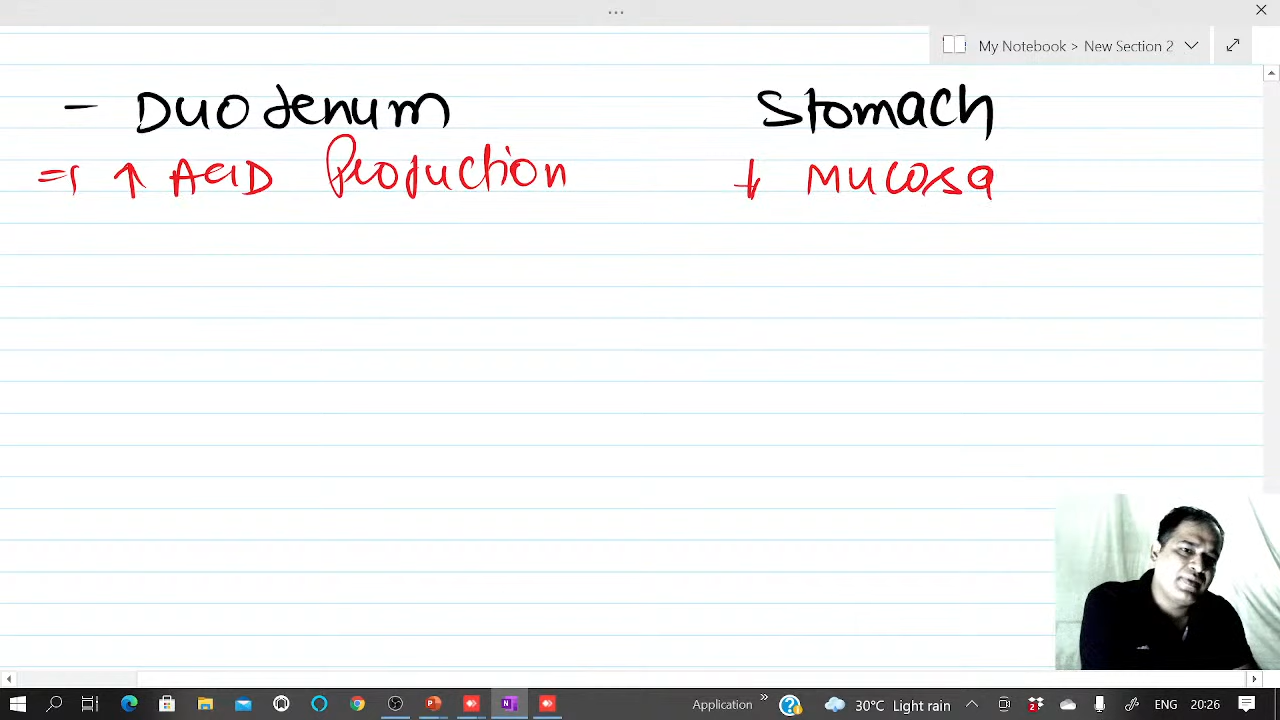 My Notebook > New Section 2
- Duodenum Stomach
=) ↑ Acid Production ↓ Mucosa
Application » 30°C Light rain ENG 20:26